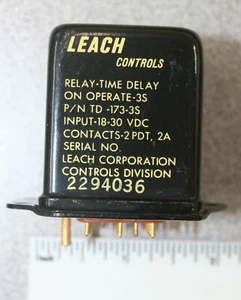 LEACH
CONTROLS
RELAY-TIME DELAY
ON OPERATE-3S
P/N TD -173-3S
INPUT-18-30 VDC
CONTACTS-2 PDT, 2A
SERIAL NO.
LEACH CORPORATION
CONTROLS DIVISION
2294036